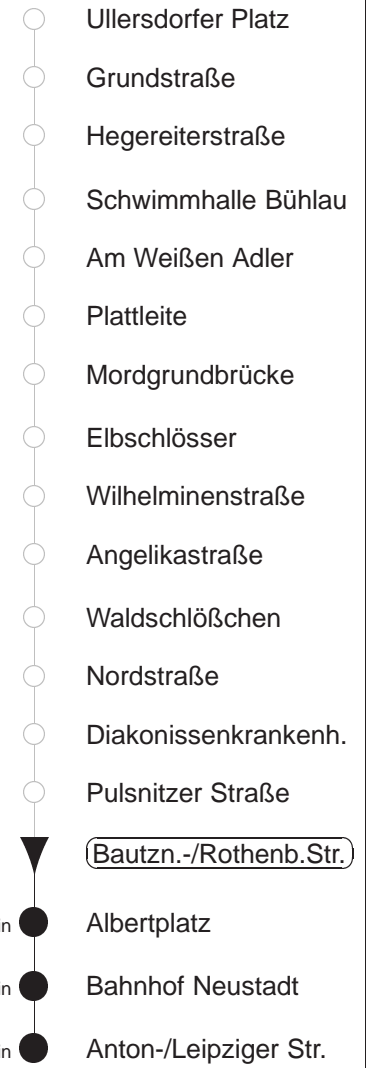 Ullersdorfer Platz
Grundstraße
Hegereiterstraße
Schwimmhalle Bühlau
Am Weißen Adler
Plattleite
Mordgrundbrücke
Elbschlösser
Wilhelminenstraße
Angelikastraße
Waldschlößchen
Nordstraße
Diakonissenkrankenh.
Pulsnitzer Straße
Bautzn.-/Rothenb.Str.
Albertplatz
Bahnhof Neustadt
Anton-/Leipziger Str.